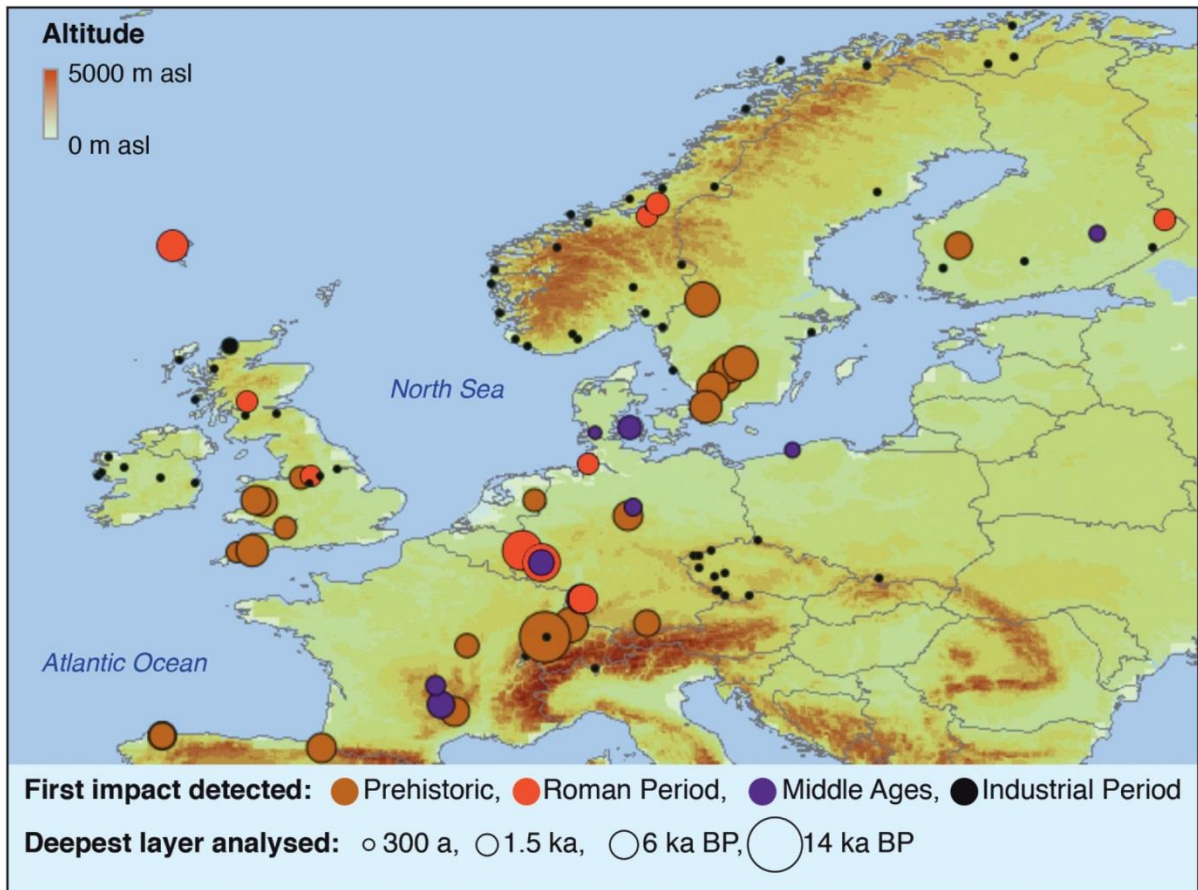 Altitude
5000 m asl
0 m asl
North Sea
Atlantic Ocean
First impact detected: Prehistoric, Roman Period, Middle Ages, Industrial Period
Deepest layer analysed: 300 a, 1.5 ka, 6 ka BP, 14 ka BP